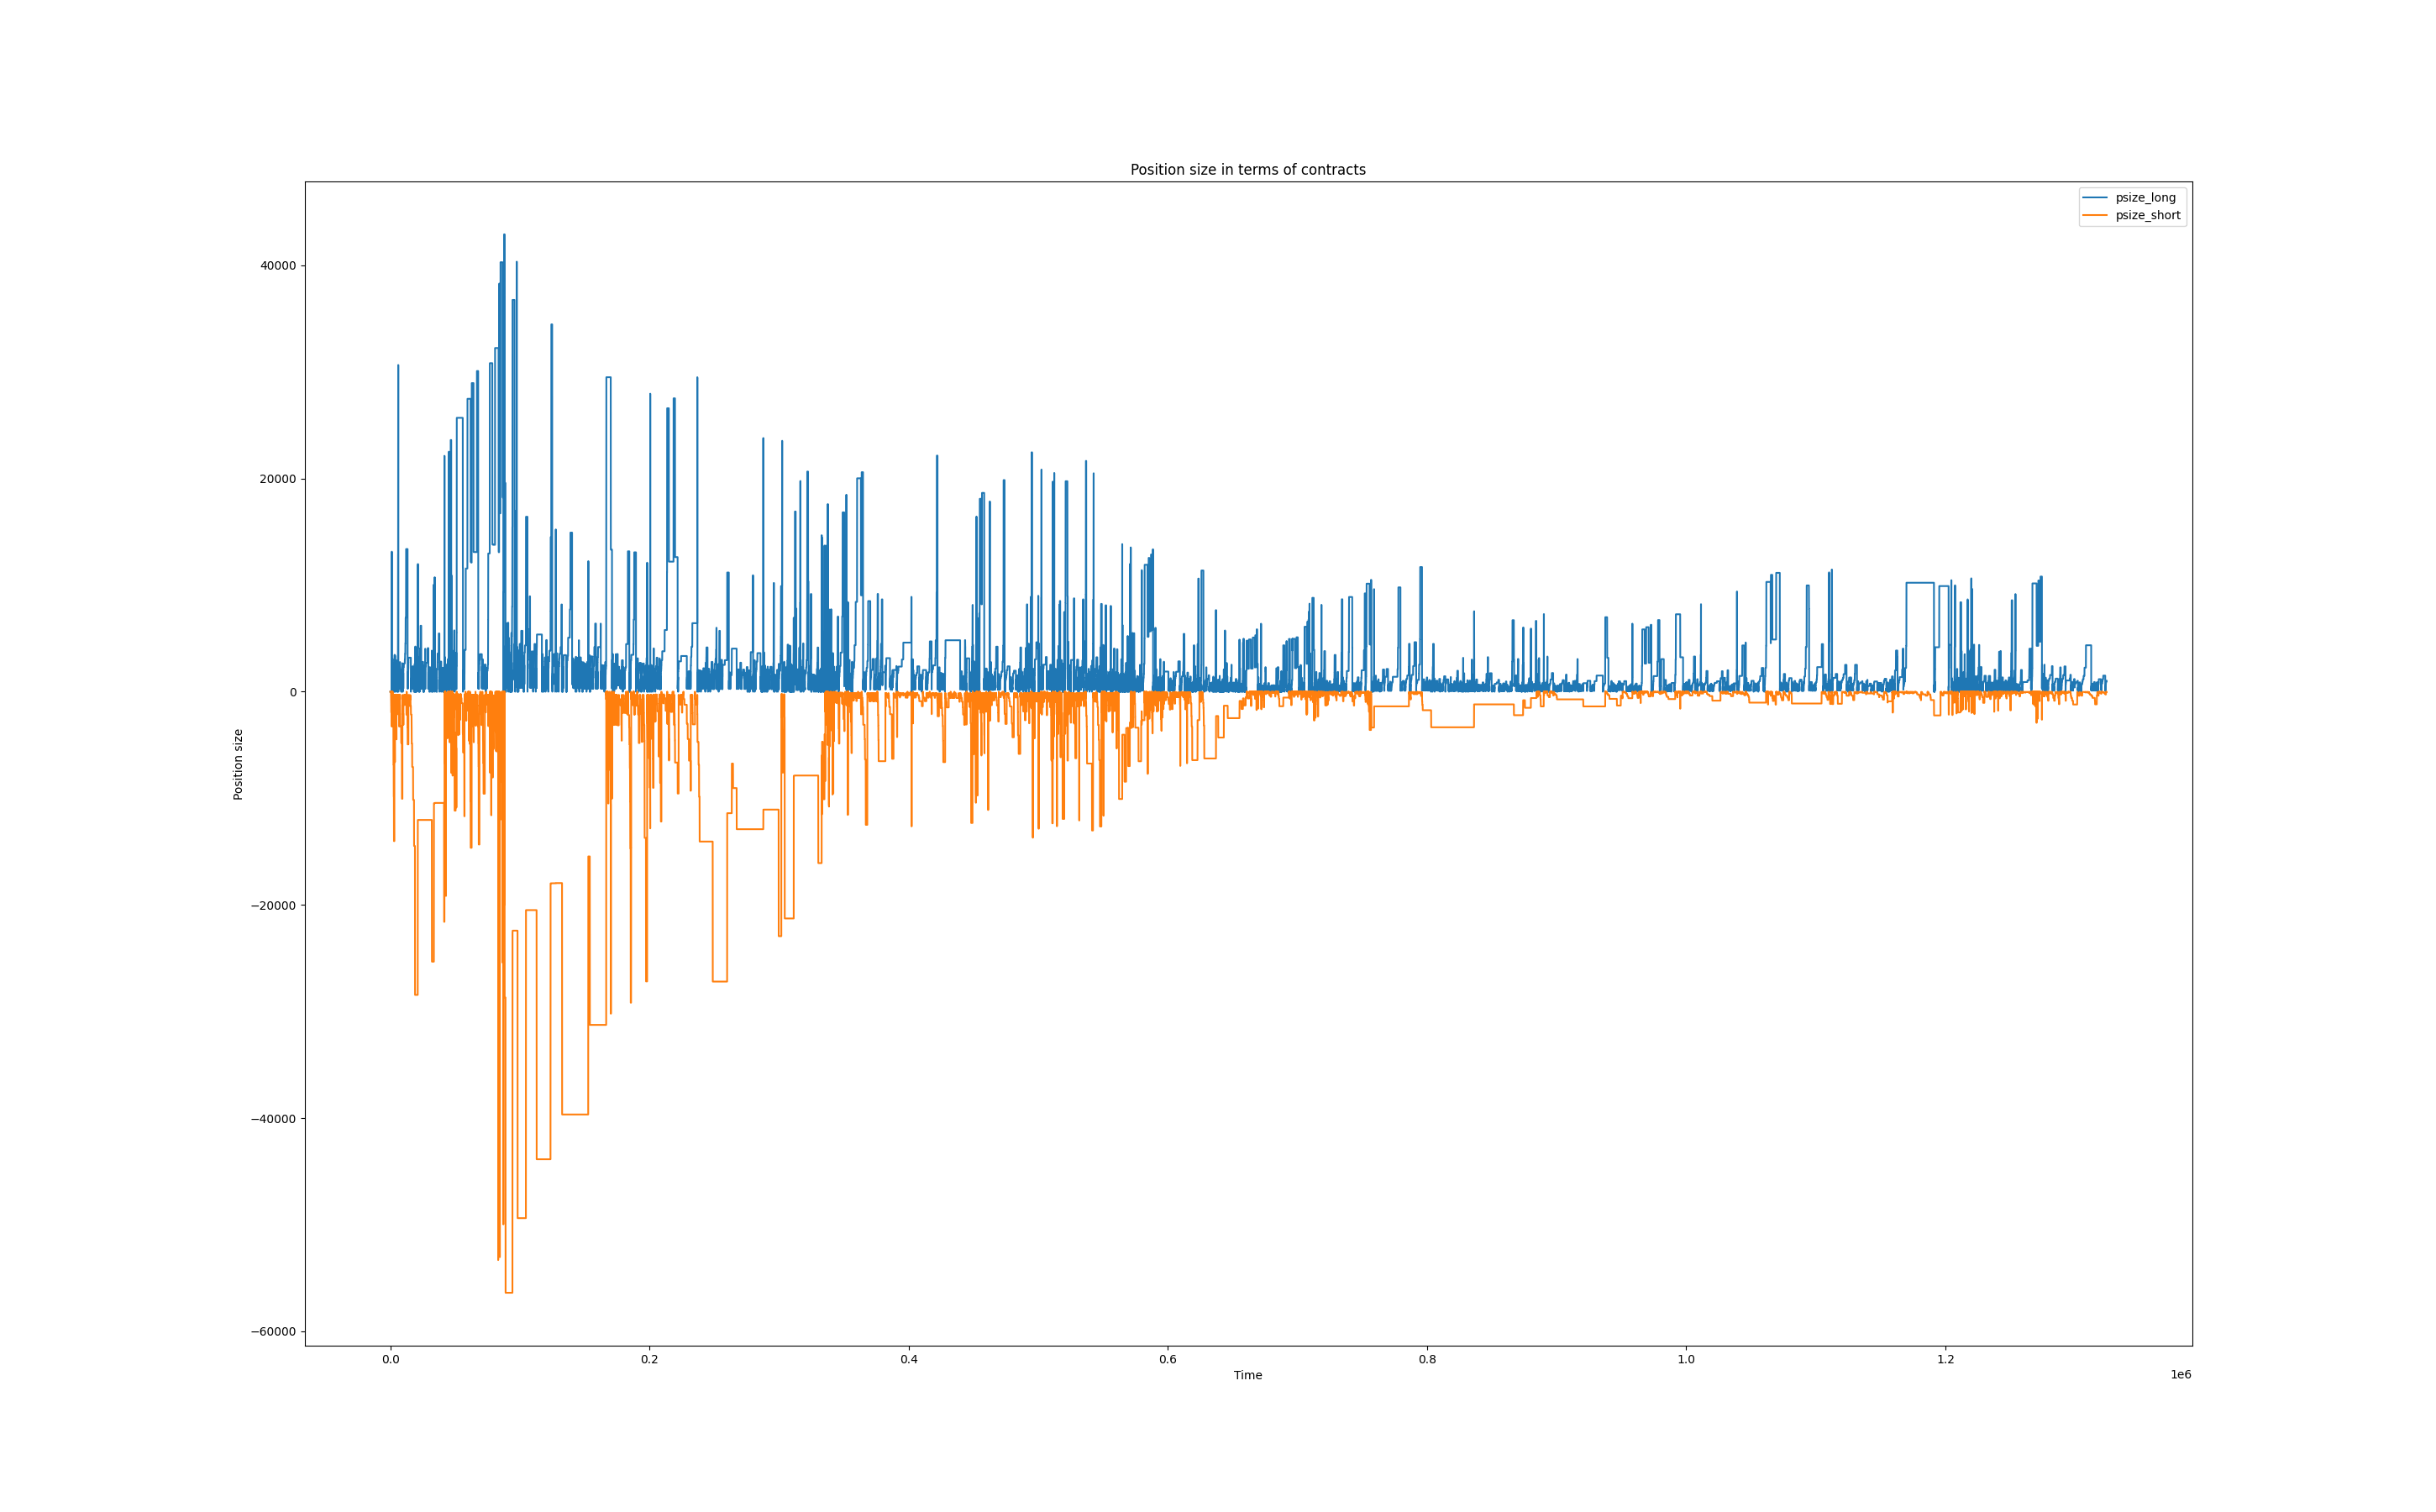 Position size in terms of contracts
psize_long
psize_short
40000
20000
0
−20000
−40000
−60000
Position size
0.0 0.2 0.4 0.6 0.8 1.0 1.2
Time
1e6